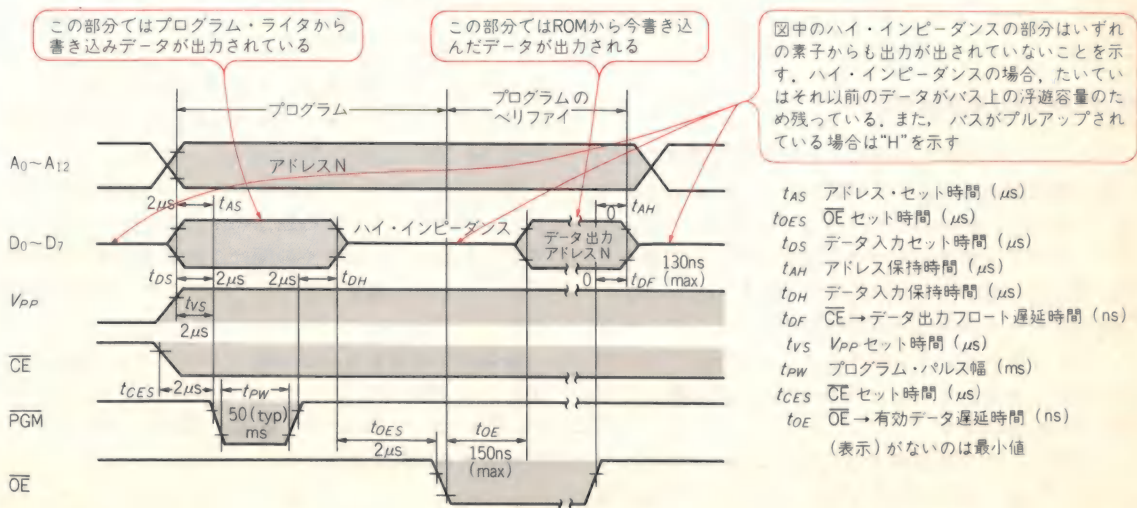 この部分ではプログラム・ライタから
書き込みデータが出力されている
この部分ではROMから今書き込
んだデータが出力される
図中のハイ・インピーダンスの部分はいずれ
の素子からも出力が出されていないことを示
す．ハイ・インピーダンスの場合，たいてい
はそれ以前のデータがバス上の浮遊容量のた
め残っている．また，バスがプルアップされ
ている場合は“H”を示す
プログラム
プログラムの
ベリファイ
A₀～A₁₂
アドレスN
2μs
tAS
0
tAH
D₀～D₇
ハイ・インピーダンス
データ出力
アドレスN
130ns
(max)
tDS
2μs
2μs
tDH
0
tDF
VPP
tVS
2μs
C̅E̅
tCES
2μs
tPW
P̅G̅M̅
50(typ)
ms
tOES
2μs
tOE
150ns
(max)
O̅E̅
tAS アドレス・セット時間（μs）
tOES O̅E̅ セット時間（μs）
tDS データ入力セット時間（μs）
tAH アドレス保持時間（μs）
tDH データ入力保持時間（μs）
tDF C̅E̅→データ出力フロート遅延時間（ns）
tVS VPP セット時間（μs）
tPW プログラム・パルス幅（ms）
tCES C̅E̅ セット時間（μs）
tOE O̅E̅→有効データ遅延時間（ns）
（表示）がないのは最小値